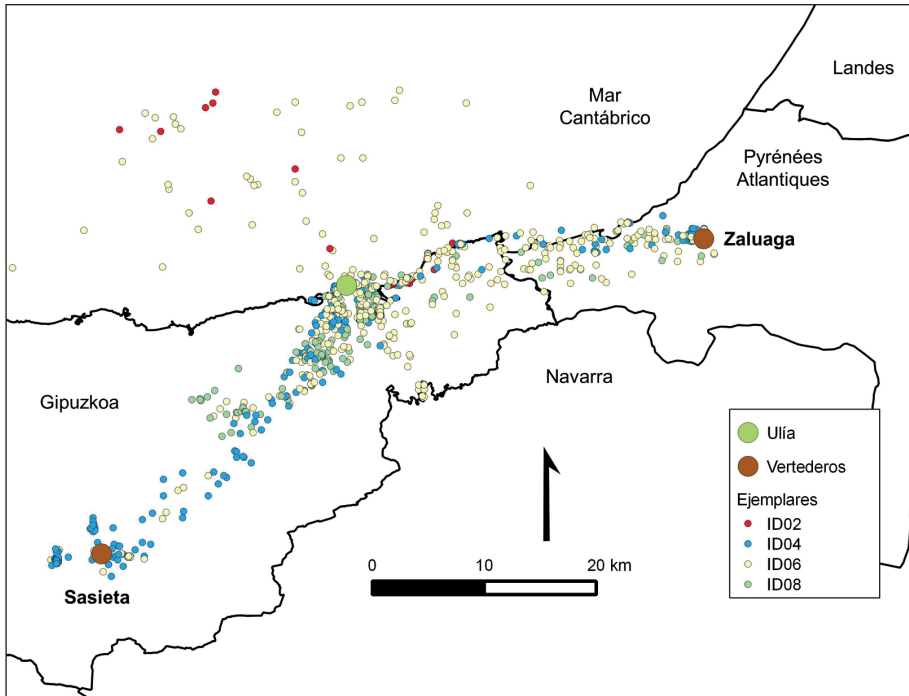 Landes
Mar
Cantábrico
Pyrénées
Atlantiques
Zaluaga
Navarra
Gipuzkoa
Sasieta
0
10
20 km
Ulía
Vertederos
Ejemplares
ID02
ID04
ID06
ID08